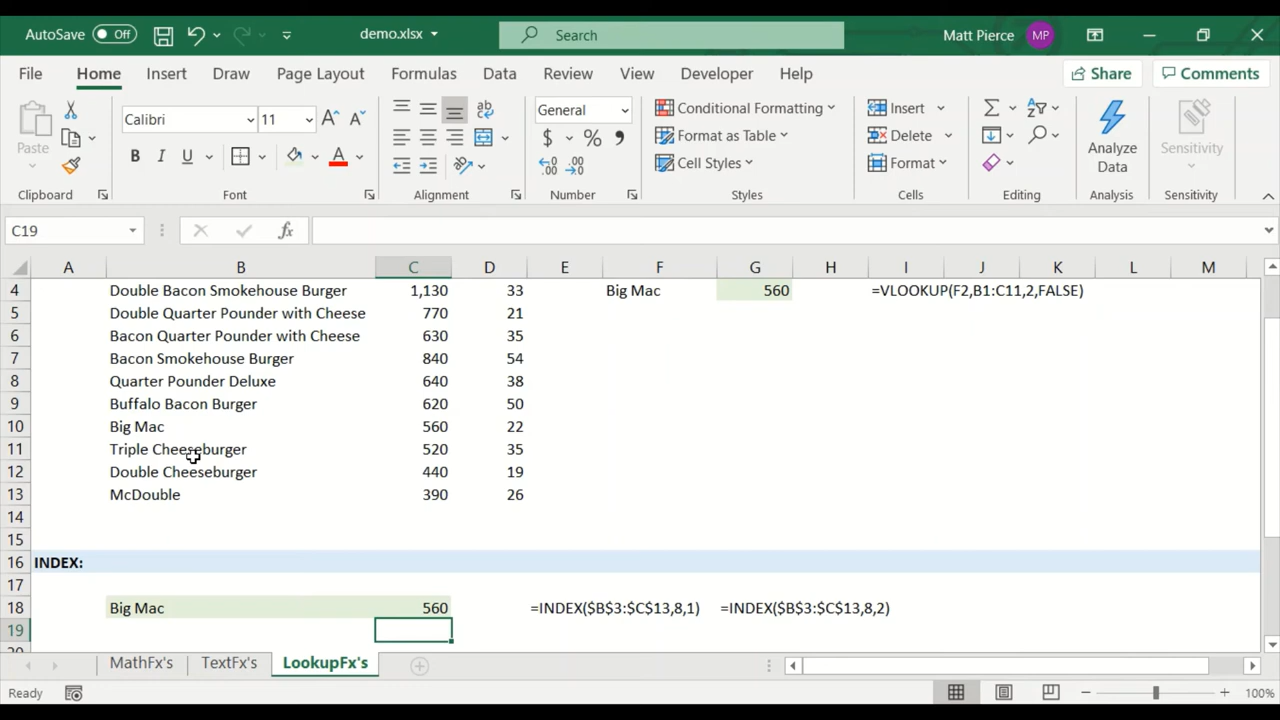 AutoSave Off demo.xlsx Search Matt Pierce MP
File Home Insert Draw Page Layout Formulas Data Review View Developer Help Share Comments
Paste Calibri 11 A A ab c General Conditional Formatting Insert Σ Analyze Data Sensitivity
B I U A $ % , Format as Table Delete
Cell Styles Format
Clipboard Font Alignment Number Styles Cells Editing Analysis Sensitivity
C19 fx
A B C D E F G H I J K L M
4 Double Bacon Smokehouse Burger 1,130 33 Big Mac 560 =VLOOKUP(F2,B1:C11,2,FALSE)
5 Double Quarter Pounder with Cheese 770 21
6 Bacon Quarter Pounder with Cheese 630 35
7 Bacon Smokehouse Burger 840 54
8 Quarter Pounder Deluxe 640 38
9 Buffalo Bacon Burger 620 50
10 Big Mac 560 22
11 Triple Cheeseburger 520 35
12 Double Cheeseburger 440 19
13 McDouble 390 26
14
15
16 INDEX:
17
18 Big Mac 560 =INDEX($B$3:$C$13,8,1) =INDEX($B$3:$C$13,8,2)
19
MathFx's TextFx's LookupFx's
Ready 100%